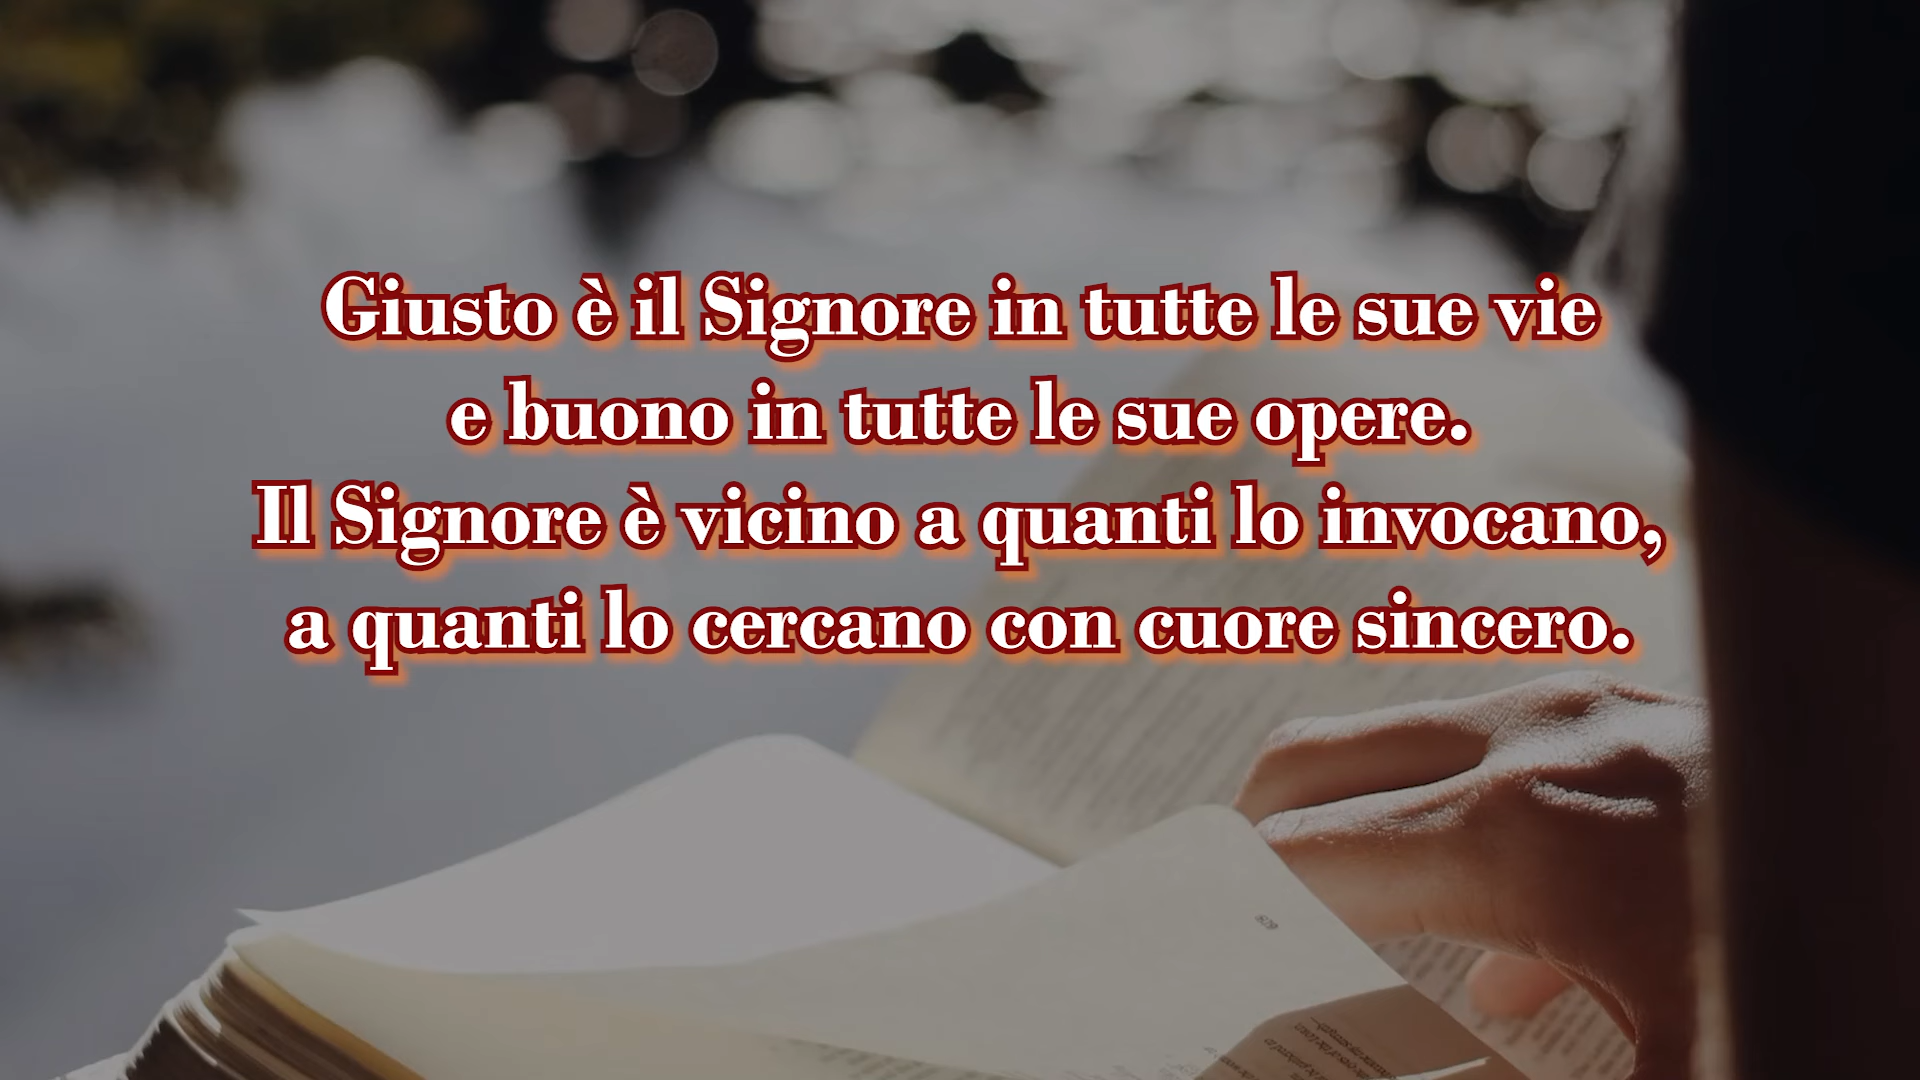 Giusto è il Signore in tutte le sue vie
e buono in tutte le sue opere.
Il Signore è vicino a quanti lo invocano,
a quanti lo cercano con cuore sincero.